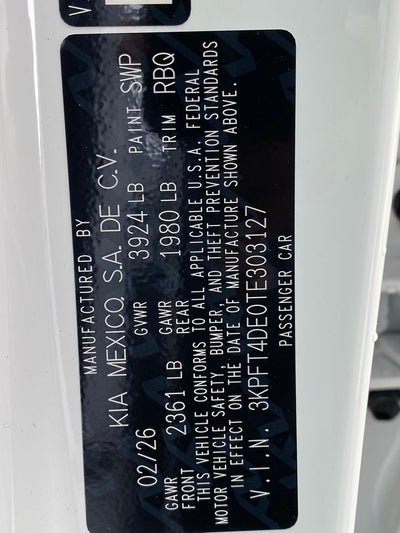 MANUFACTURED BY
KIA MEXICO, S.A. DE C.V.
02/26 GVWR 3924 LB PAINT SWP
GAWR FRONT 2361 LB GAWR REAR 1980 LB TRIM RBQ
THIS VEHICLE CONFORMS TO ALL APPLICABLE U.S.A. FEDERAL
MOTOR VEHICLE SAFETY, BUMPER, AND THEFT PREVENTION STANDARDS
IN EFFECT ON THE DATE OF MANUFACTURE SHOWN ABOVE.
V.I.N. 3KPFT4DE0TE303127
PASSENGER CAR